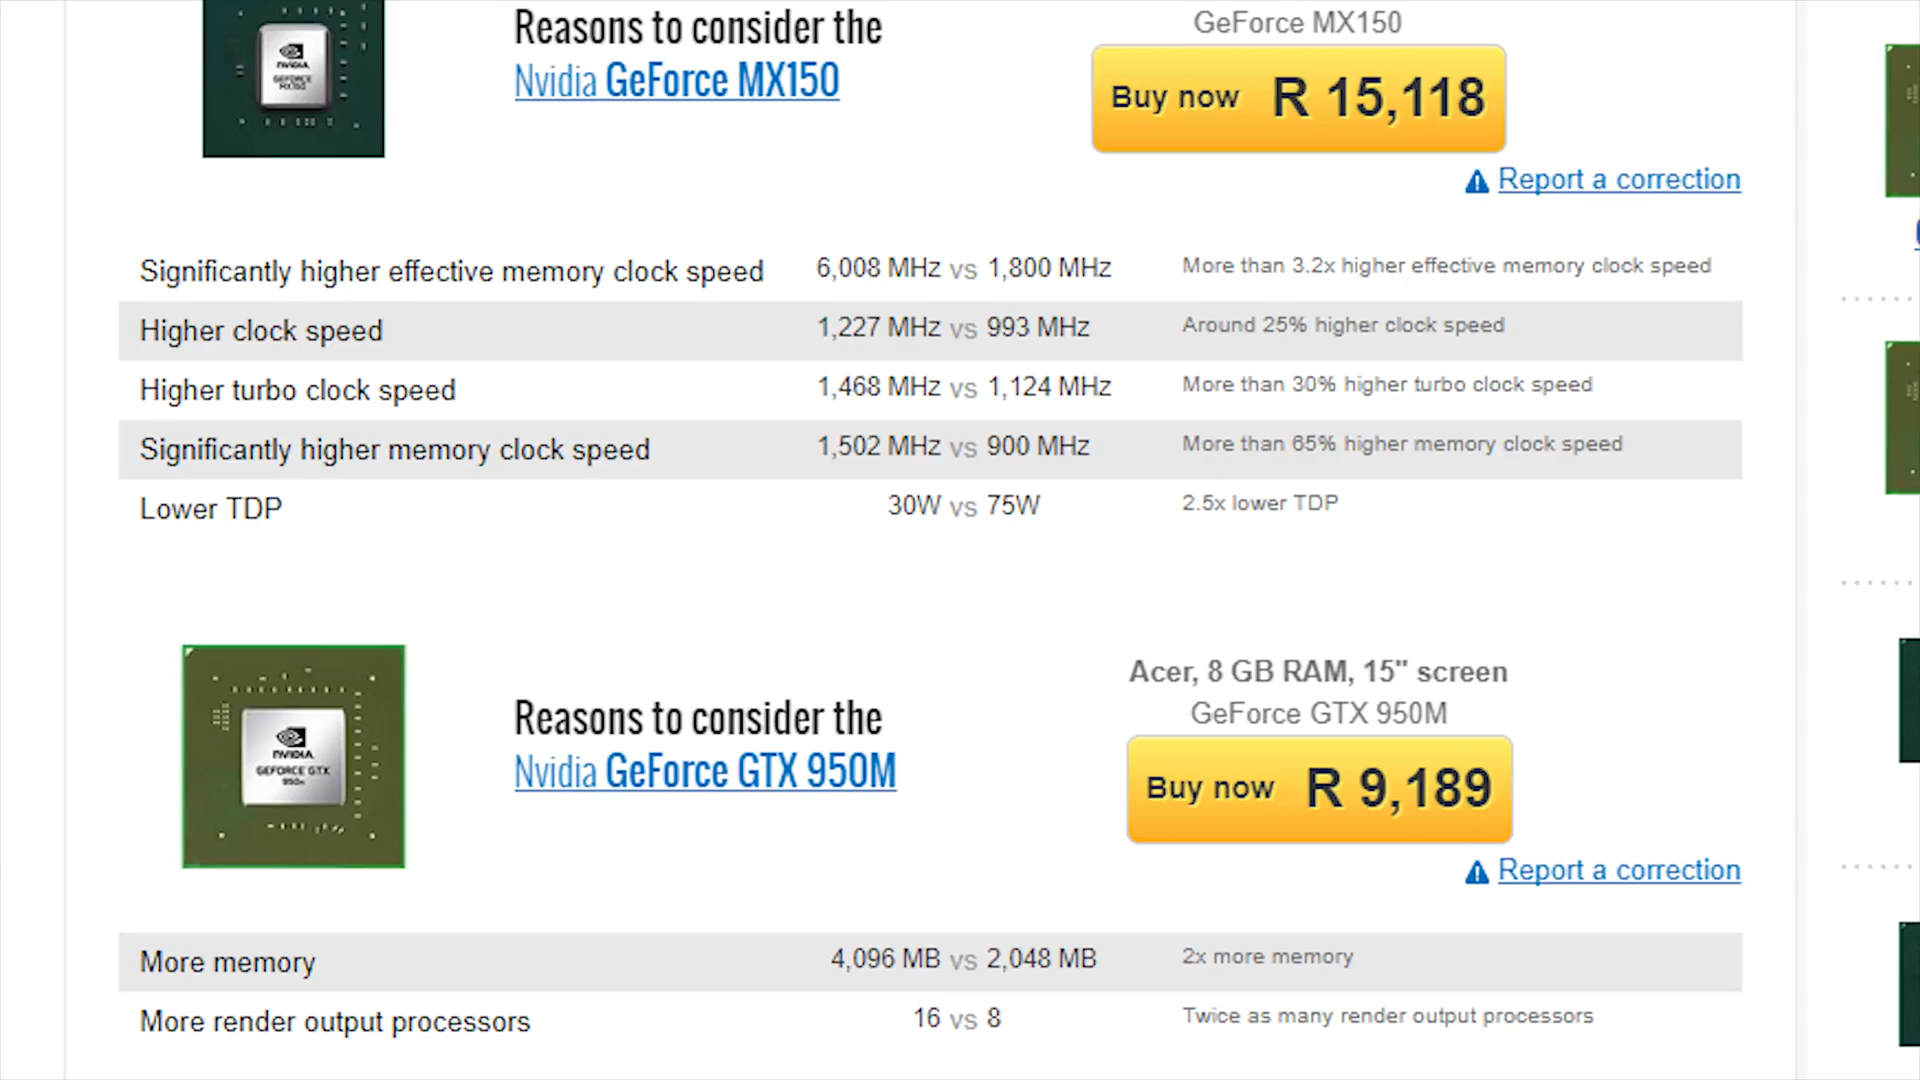 NVIDIA
GEFORCE
MX150
Reasons to consider the
Nvidia GeForce MX150
GeForce MX150
Buy now R 15,118
Report a correction
Significantly higher effective memory clock speed 6,008 MHz vs 1,800 MHz More than 3.2x higher effective memory clock speed
Higher clock speed 1,227 MHz vs 993 MHz Around 25% higher clock speed
Higher turbo clock speed 1,468 MHz vs 1,124 MHz More than 30% higher turbo clock speed
Significantly higher memory clock speed 1,502 MHz vs 900 MHz More than 65% higher memory clock speed
Lower TDP 30W vs 75W 2.5x lower TDP
NVIDIA
GEFORCE GTX
950M
Reasons to consider the
Nvidia GeForce GTX 950M
Acer, 8 GB RAM, 15" screen
GeForce GTX 950M
Buy now R 9,189
Report a correction
More memory 4,096 MB vs 2,048 MB 2x more memory
More render output processors 16 vs 8 Twice as many render output processors